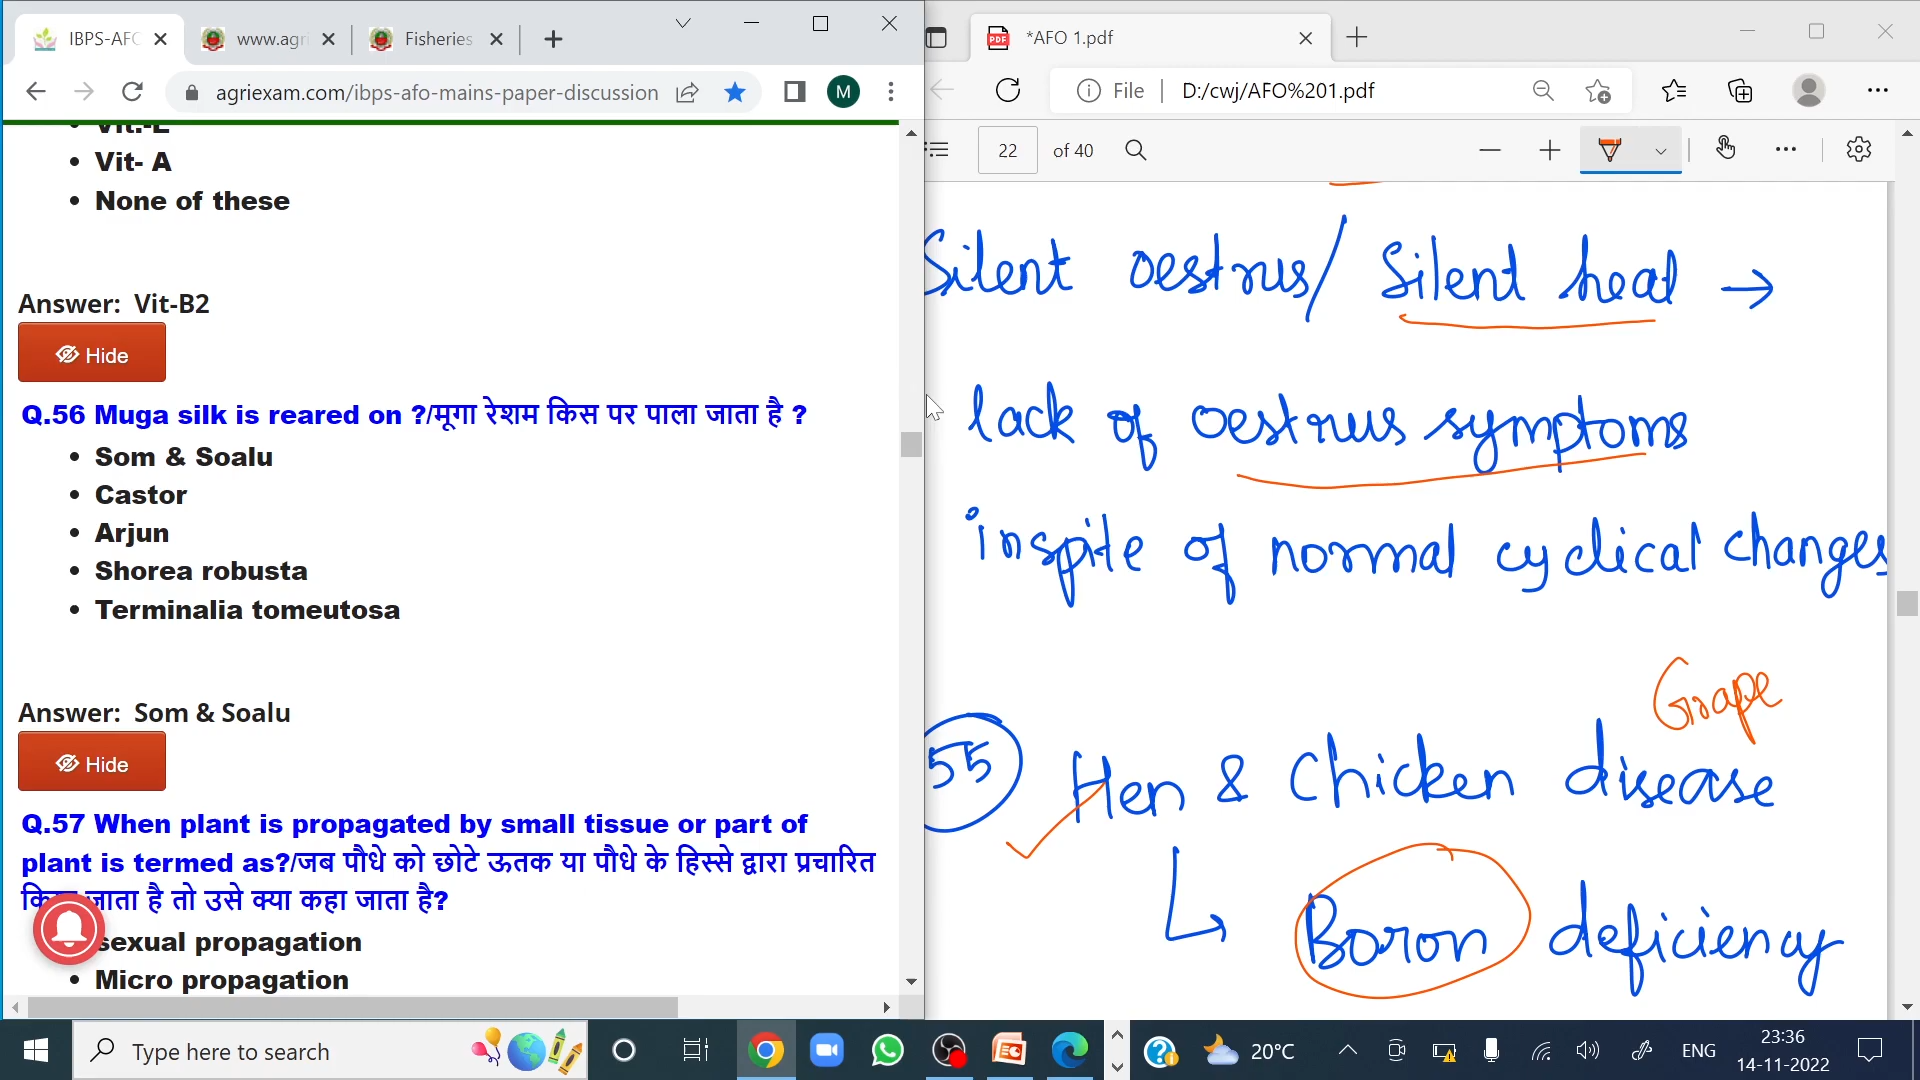 IBPS-AFC
www.agri
Fisheries
agriexam.com/ibps-afo-mains-paper-discussion
M
Vit.-E
Vit- A
None of these
Answer: Vit-B2
Hide
Q.56 Muga silk is reared on ?/मूगा रेशम किस पर पाला जाता है ?
Som & Soalu
Castor
Arjun
Shorea robusta
Terminalia tomeutosa
Answer: Som & Soalu
Hide
Q.57 When plant is propagated by small tissue or part of
plant is termed as?/जब पौधे को छोटे ऊतक या पौधे के हिस्से द्वारा प्रचारित
जाता है तो उसे क्या कहा जाता है?
sexual propagation
Micro propagation
*AFO 1.pdf
File
D:/cwj/AFO%201.pdf
22 of 40
Silent oestrus/ Silent heat →
lack of oestrus symptoms
inspite of normal cyclical changes
Grape
55 Hen & Chicken disease
Boron deficiency
Type here to search
20°C
ENG
23:36
14-11-2022